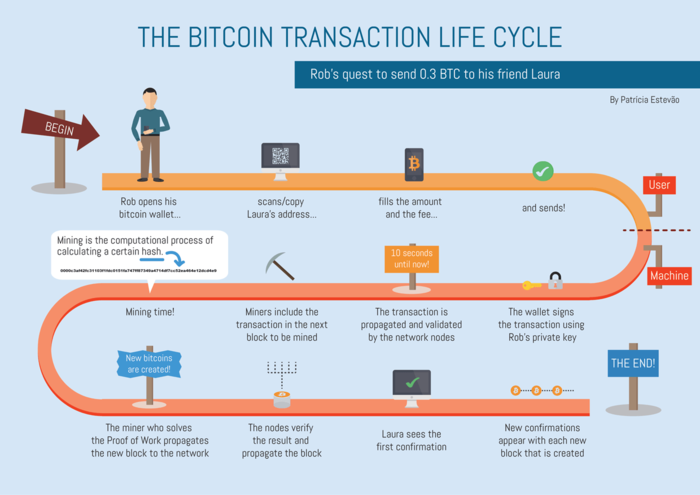 THE BITCOIN TRANSACTION LIFE CYCLE
Rob's quest to send 0.3 BTC to his friend Laura
By Patrícia Estevão
BEGIN
Rob opens his
bitcoin wallet...
scans/copy
Laura's address...
fills the amount
and the fee...
and sends!
User
Machine
The wallet signs
the transaction using
Rob's private key
10 seconds
until now!
The transaction is
propagated and validated
by the network nodes
Miners include the
transaction in the next
block to be mined
Mining is the computational process of
calculating a certain hash.
Mining time!
New bitcoins
are created!
The miner who solves
the Proof of Work propagates
the new block to the network
The nodes verify
the result and
propagate the block
Laura sees the
first confirmation
New confirmations
appear with each new
block that is created
THE END!